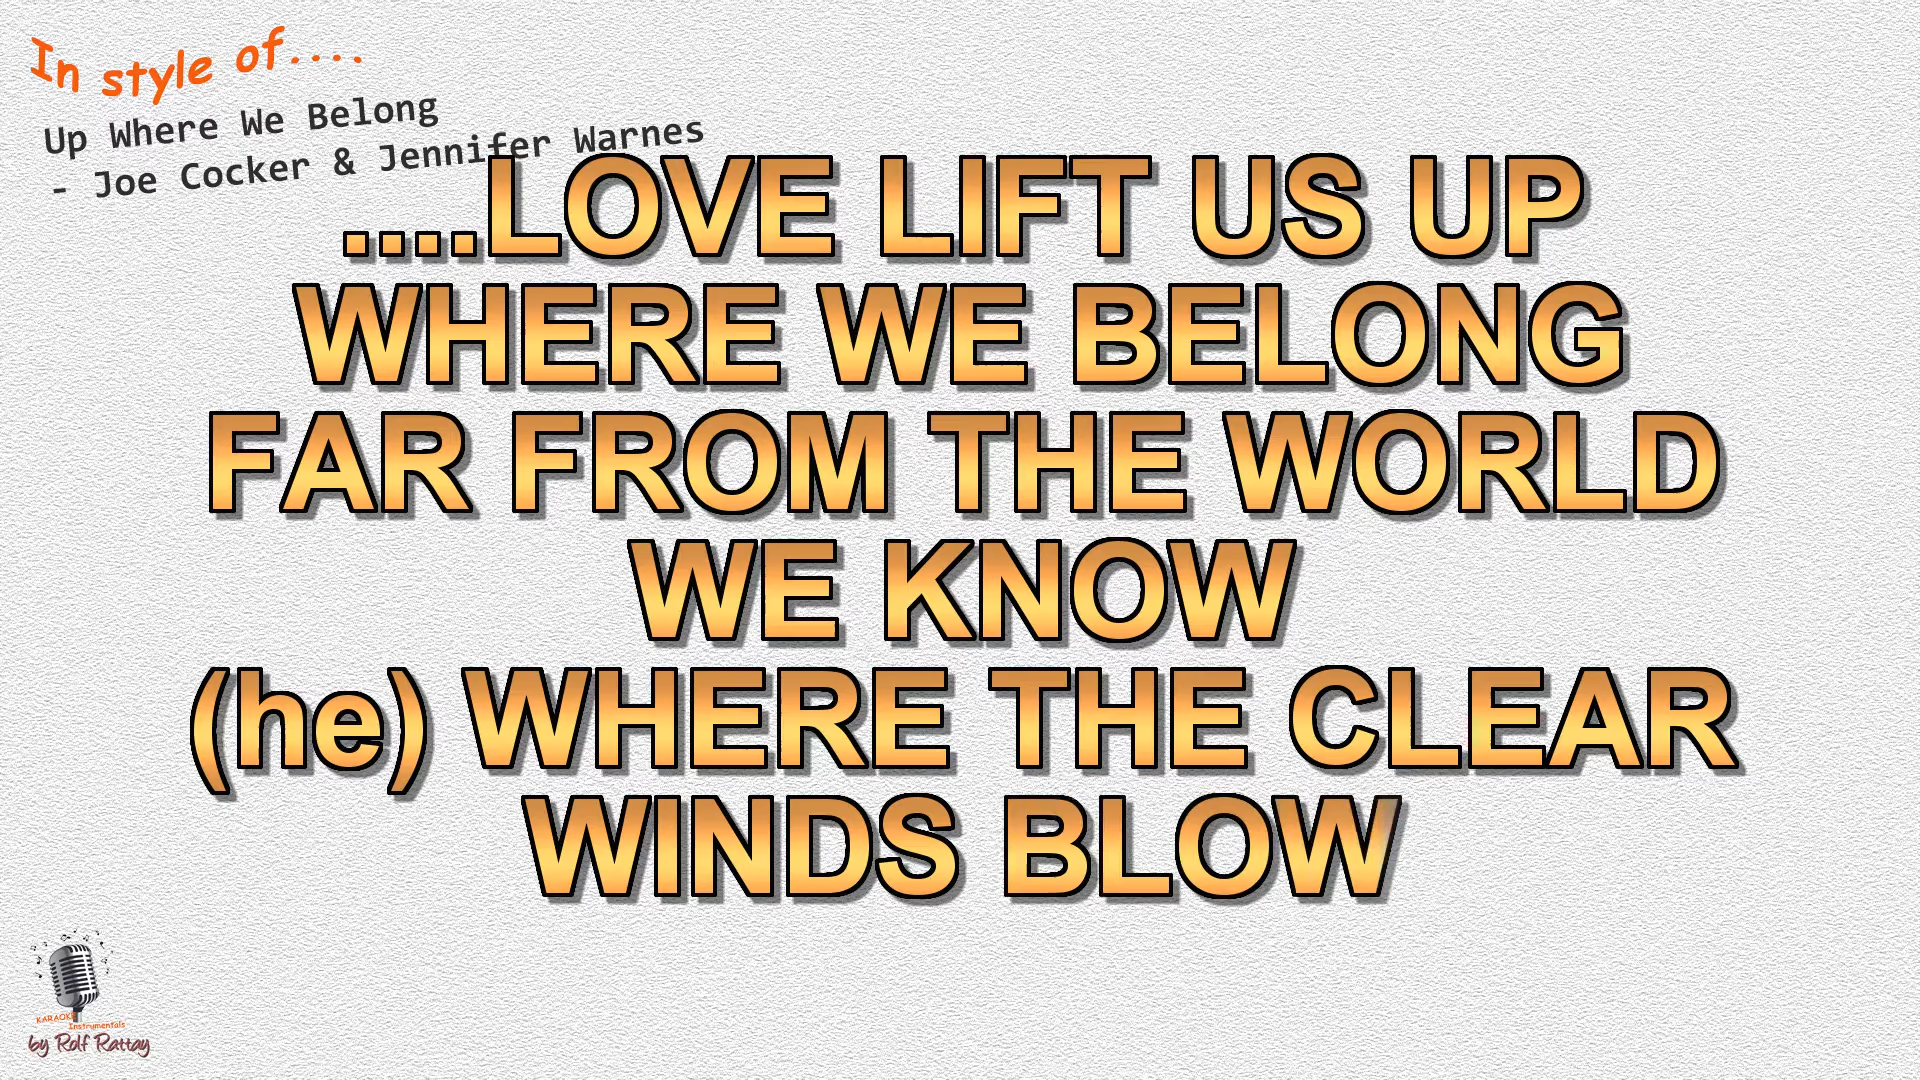 In style of....
Up Where We Belong
- Joe Cocker & Jennifer Warnes
....LOVE LIFT US UP
WHERE WE BELONG
FAR FROM THE WORLD
WE KNOW
(he) WHERE THE CLEAR
WINDS BLOW
KARAOKE
Instrumentals
by Rolf Rattay